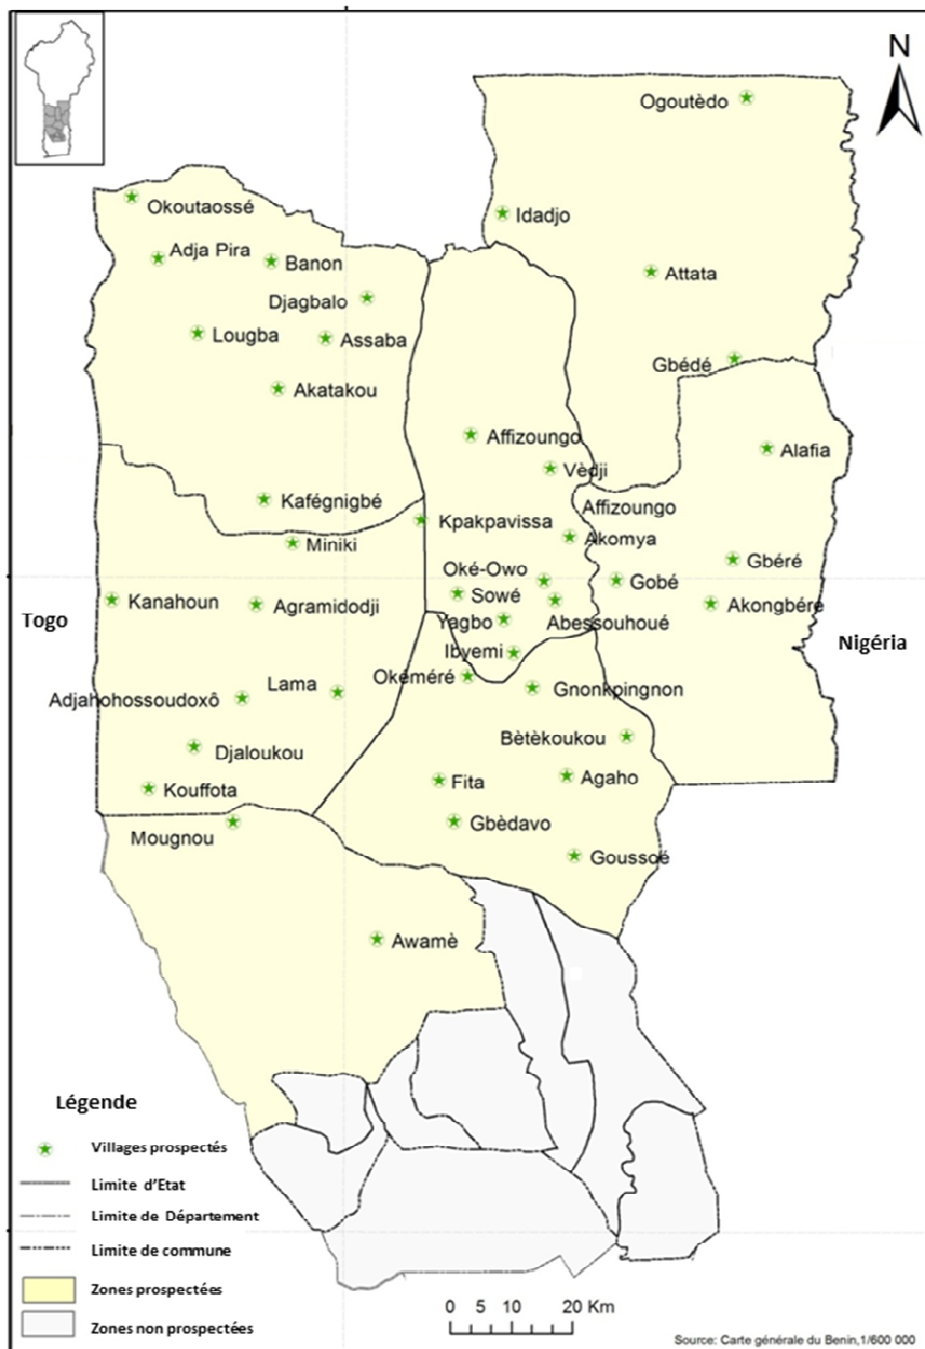 N
Ogoutèdo
Okoutaossé
Idadjo
Adja Pira
Banon
Attata
Djagbalo
Lougba
Assaba
Gbédé
Akatakou
Affizoungo
Alafia
Vèdji
Kafégnigbé
Affizoungo
Kpakpavissa
Akomya
Miniki
Gbéré
Oké-Owo
Gobé
Kanahoun
Agramidodji
Sowé
Akongbére
Togo
Yagbo
Abessouhoué
Nigéria
Ibyemi
Okéméré
Lama
Gnonkpingnon
Adjahohossoudoxô
Bètèkoukou
Djaloukou
Agaho
Fita
Kouffota
Gbèdavo
Mougnou
Goussoé
Awamè
Légende
Villages prospectés
Limite d'Etat
Limite de Département
Limite de commune
Zones prospectées
Zones non prospectées
0 5 10 20 Km
Source: Carte générale du Benin,1/600 000